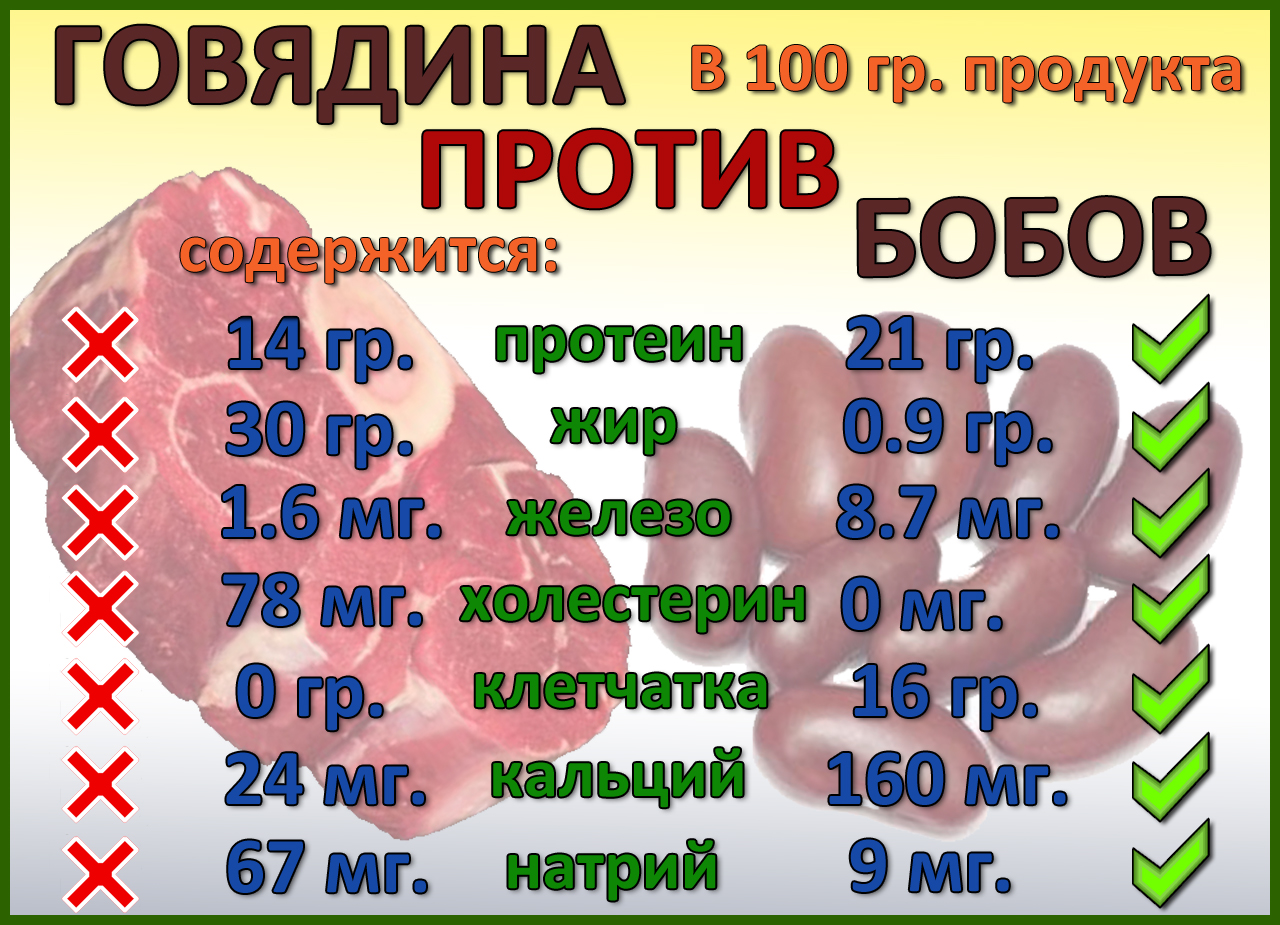 ГОВЯДИНА В 100 гр. продукта
ПРОТИВ
БОБОВ
содержится:
14 гр. протеин 21 гр.
30 гр. жир 0.9 гр.
1.6 мг. железо 8.7 мг.
78 мг. холестерин 0 мг.
0 гр. клетчатка 16 гр.
24 мг. кальций 160 мг.
67 мг. натрий 9 мг.